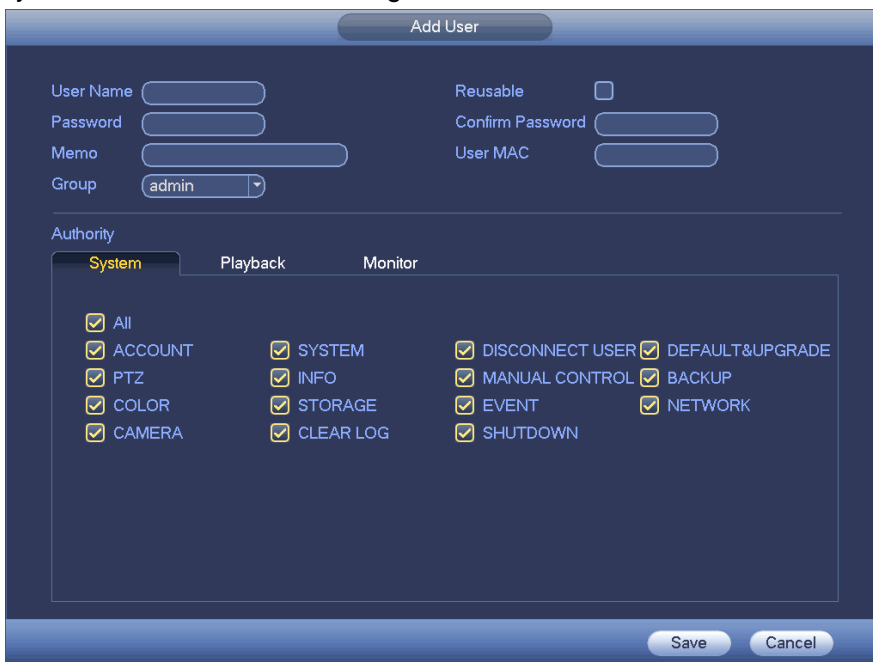 Add User
User Name
Reusable
Password
Confirm Password
Memo
User MAC
Group admin
Authority
System Playback Monitor
All
ACCOUNT SYSTEM DISCONNECT USER DEFAULT&UPGRADE
PTZ INFO MANUAL CONTROL BACKUP
COLOR STORAGE EVENT NETWORK
CAMERA CLEAR LOG SHUTDOWN
Save Cancel